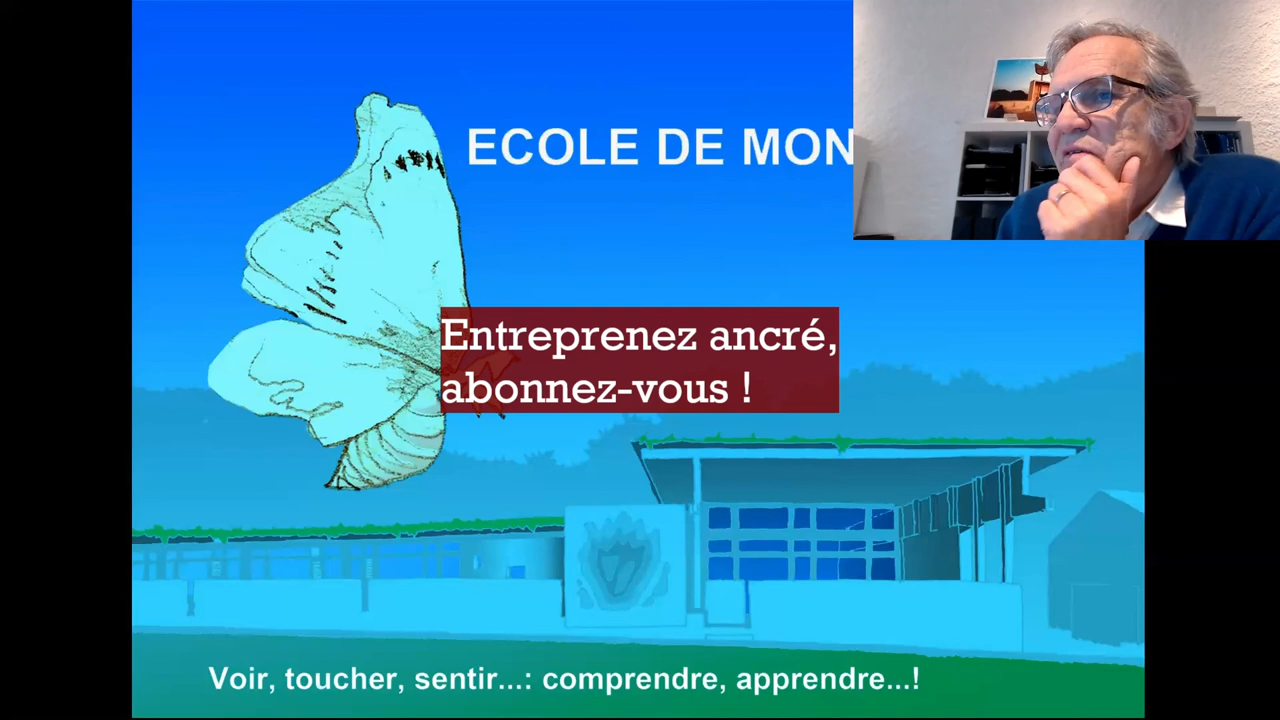 ECOLE DE MON
Entreprenez ancré,
abonnez-vous !
Voir, toucher, sentir...: comprendre, apprendre...!